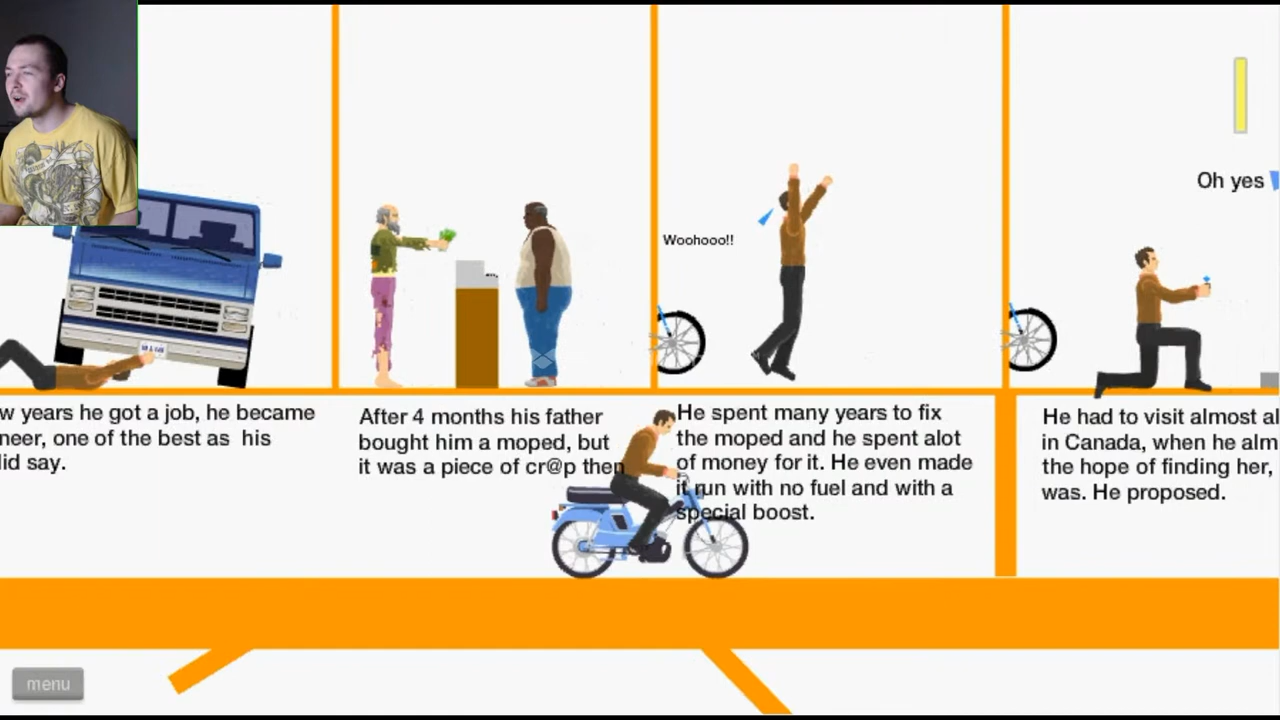 Oh yes
Woohooo!!
w years he got a job, he became
neer, one of the best as his
lid say.
After 4 months his father
bought him a moped, but
it was a piece of cr@p then
He spent many years to fix
the moped and he spent alot
of money for it. He even made
it run with no fuel and with a
special boost.
He had to visit almost al
in Canada, when he alm
the hope of finding her,
was. He proposed.
menu